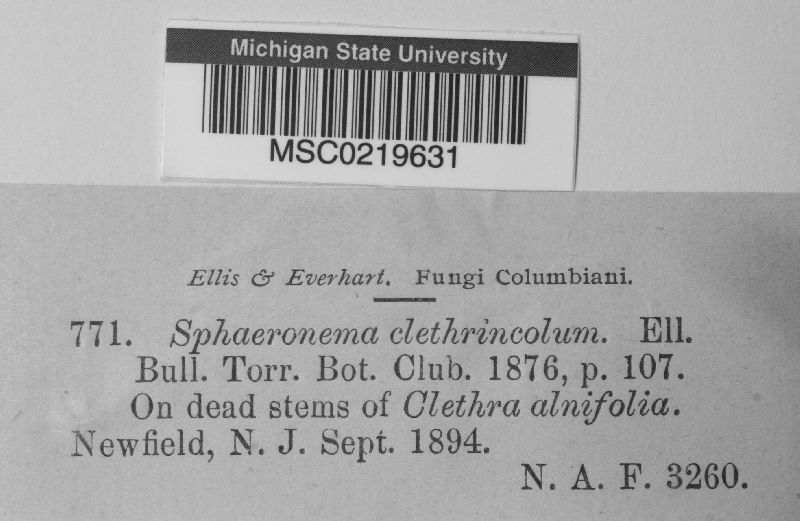 Michigan State University
MSC0219631
Ellis & Everhart. Fungi Columbiani.
771. Sphaeronema clethrincolum. Ell.
Bull. Torr. Bot. Club. 1876, p. 107.
On dead stems of Clethra alnifolia.
Newfield, N. J. Sept. 1894.
N. A. F. 3260.